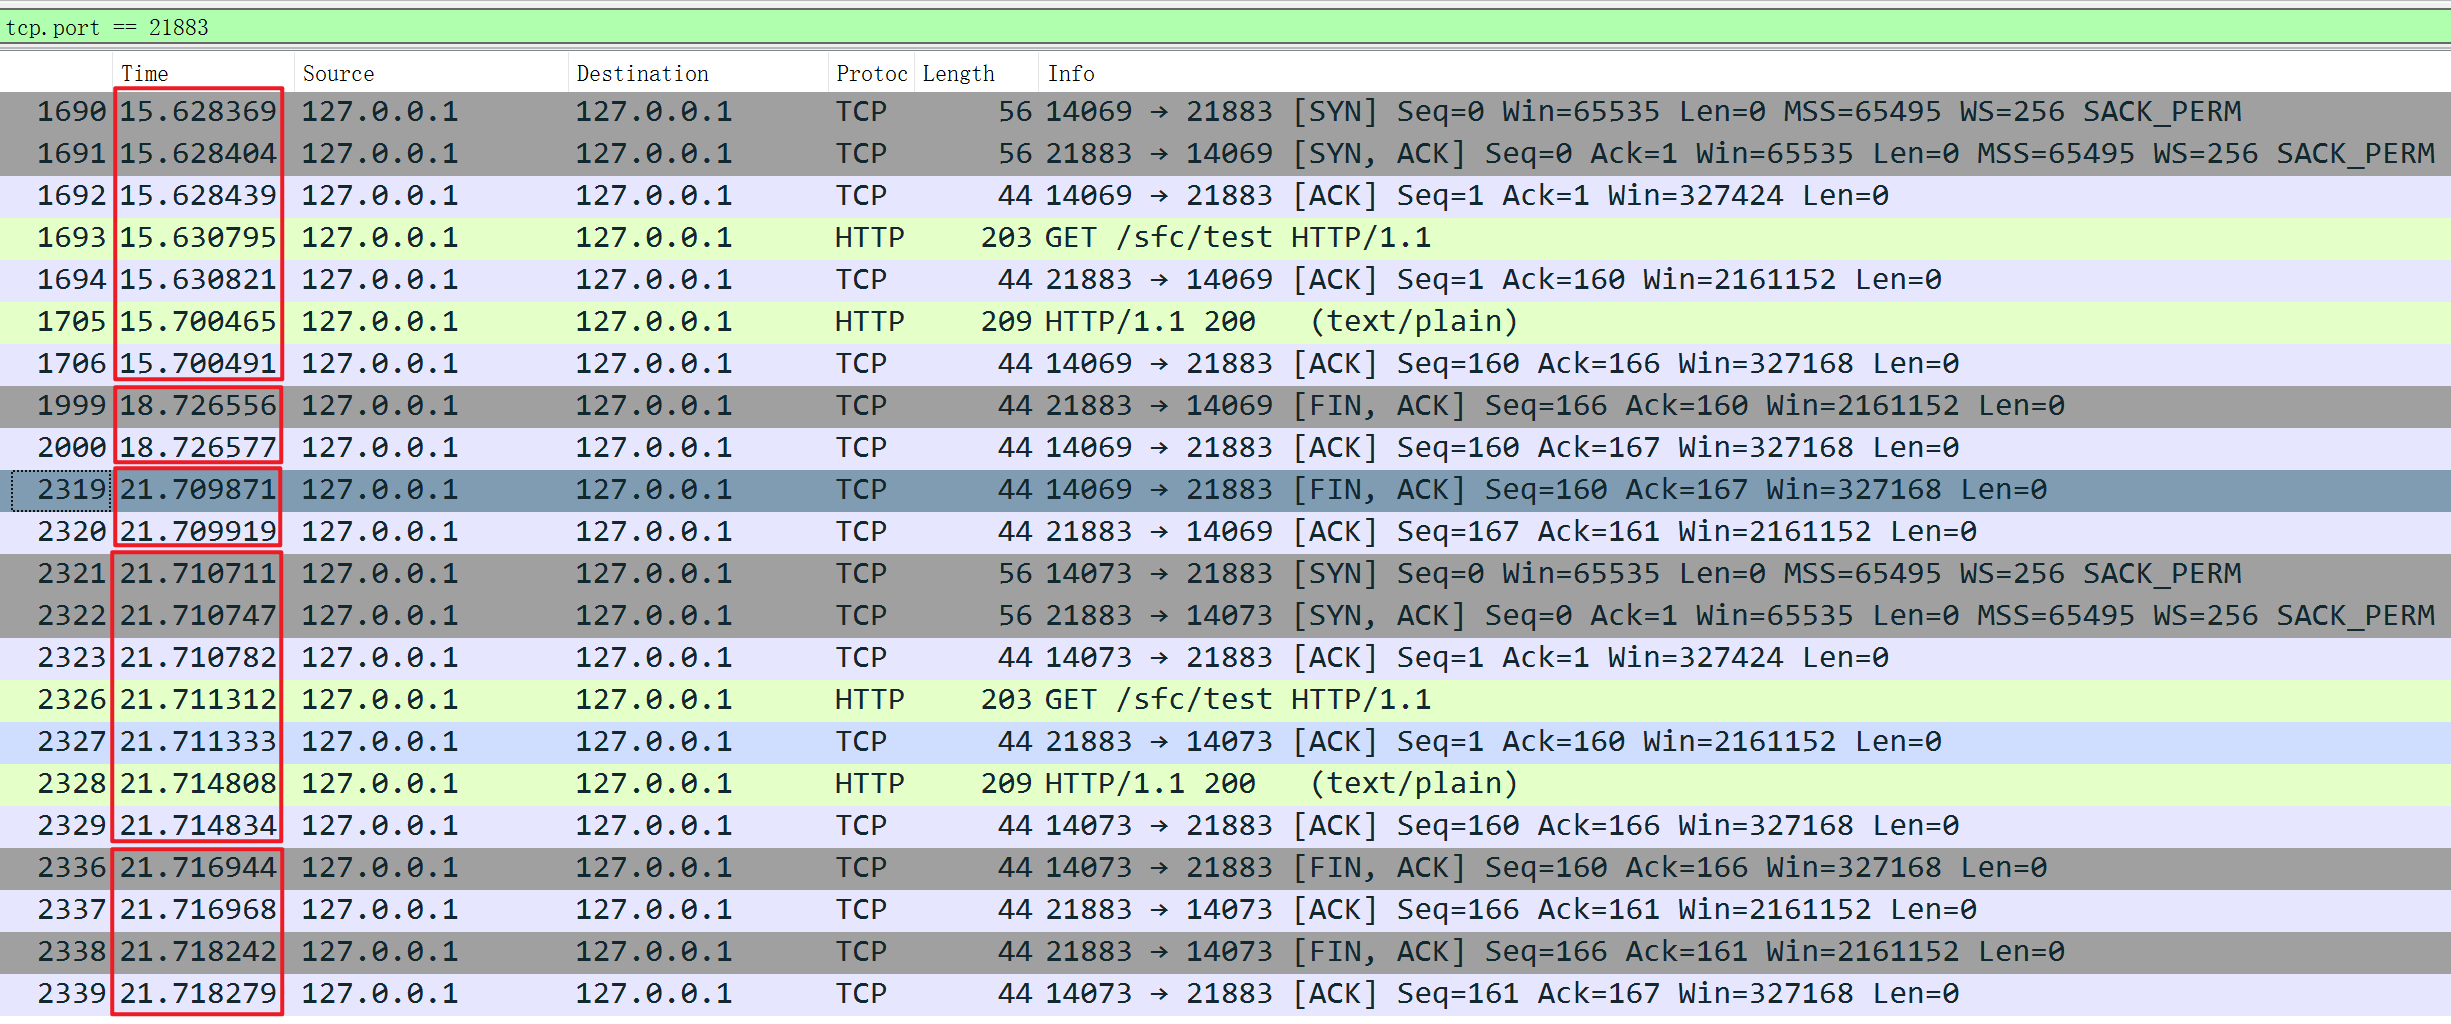 tcp.port == 21883
Time Source Destination Protoc Length Info
1690 15.628369 127.0.0.1 127.0.0.1 TCP 56 14069 → 21883 [SYN] Seq=0 Win=65535 Len=0 MSS=65495 WS=256 SACK_PERM
1691 15.628404 127.0.0.1 127.0.0.1 TCP 56 21883 → 14069 [SYN, ACK] Seq=0 Ack=1 Win=65535 Len=0 MSS=65495 WS=256 SACK_PERM
1692 15.628439 127.0.0.1 127.0.0.1 TCP 44 14069 → 21883 [ACK] Seq=1 Ack=1 Win=327424 Len=0
1693 15.630795 127.0.0.1 127.0.0.1 HTTP 203 GET /sfc/test HTTP/1.1
1694 15.630821 127.0.0.1 127.0.0.1 TCP 44 21883 → 14069 [ACK] Seq=1 Ack=160 Win=2161152 Len=0
1705 15.700465 127.0.0.1 127.0.0.1 HTTP 209 HTTP/1.1 200 (text/plain)
1706 15.700491 127.0.0.1 127.0.0.1 TCP 44 14069 → 21883 [ACK] Seq=160 Ack=166 Win=327168 Len=0
1999 18.726556 127.0.0.1 127.0.0.1 TCP 44 21883 → 14069 [FIN, ACK] Seq=166 Ack=160 Win=2161152 Len=0
2000 18.726577 127.0.0.1 127.0.0.1 TCP 44 14069 → 21883 [ACK] Seq=160 Ack=167 Win=327168 Len=0
2319 21.709871 127.0.0.1 127.0.0.1 TCP 44 14069 → 21883 [FIN, ACK] Seq=160 Ack=167 Win=327168 Len=0
2320 21.709919 127.0.0.1 127.0.0.1 TCP 44 21883 → 14069 [ACK] Seq=167 Ack=161 Win=2161152 Len=0
2321 21.710711 127.0.0.1 127.0.0.1 TCP 56 14073 → 21883 [SYN] Seq=0 Win=65535 Len=0 MSS=65495 WS=256 SACK_PERM
2322 21.710747 127.0.0.1 127.0.0.1 TCP 56 21883 → 14073 [SYN, ACK] Seq=0 Ack=1 Win=65535 Len=0 MSS=65495 WS=256 SACK_PERM
2323 21.710782 127.0.0.1 127.0.0.1 TCP 44 14073 → 21883 [ACK] Seq=1 Ack=1 Win=327424 Len=0
2326 21.711312 127.0.0.1 127.0.0.1 HTTP 203 GET /sfc/test HTTP/1.1
2327 21.711333 127.0.0.1 127.0.0.1 TCP 44 21883 → 14073 [ACK] Seq=1 Ack=160 Win=2161152 Len=0
2328 21.714808 127.0.0.1 127.0.0.1 HTTP 209 HTTP/1.1 200 (text/plain)
2329 21.714834 127.0.0.1 127.0.0.1 TCP 44 14073 → 21883 [ACK] Seq=160 Ack=166 Win=327168 Len=0
2336 21.716944 127.0.0.1 127.0.0.1 TCP 44 14073 → 21883 [FIN, ACK] Seq=160 Ack=166 Win=327168 Len=0
2337 21.716968 127.0.0.1 127.0.0.1 TCP 44 21883 → 14073 [ACK] Seq=166 Ack=161 Win=2161152 Len=0
2338 21.718242 127.0.0.1 127.0.0.1 TCP 44 21883 → 14073 [FIN, ACK] Seq=166 Ack=161 Win=2161152 Len=0
2339 21.718279 127.0.0.1 127.0.0.1 TCP 44 14073 → 21883 [ACK] Seq=161 Ack=167 Win=327168 Len=0